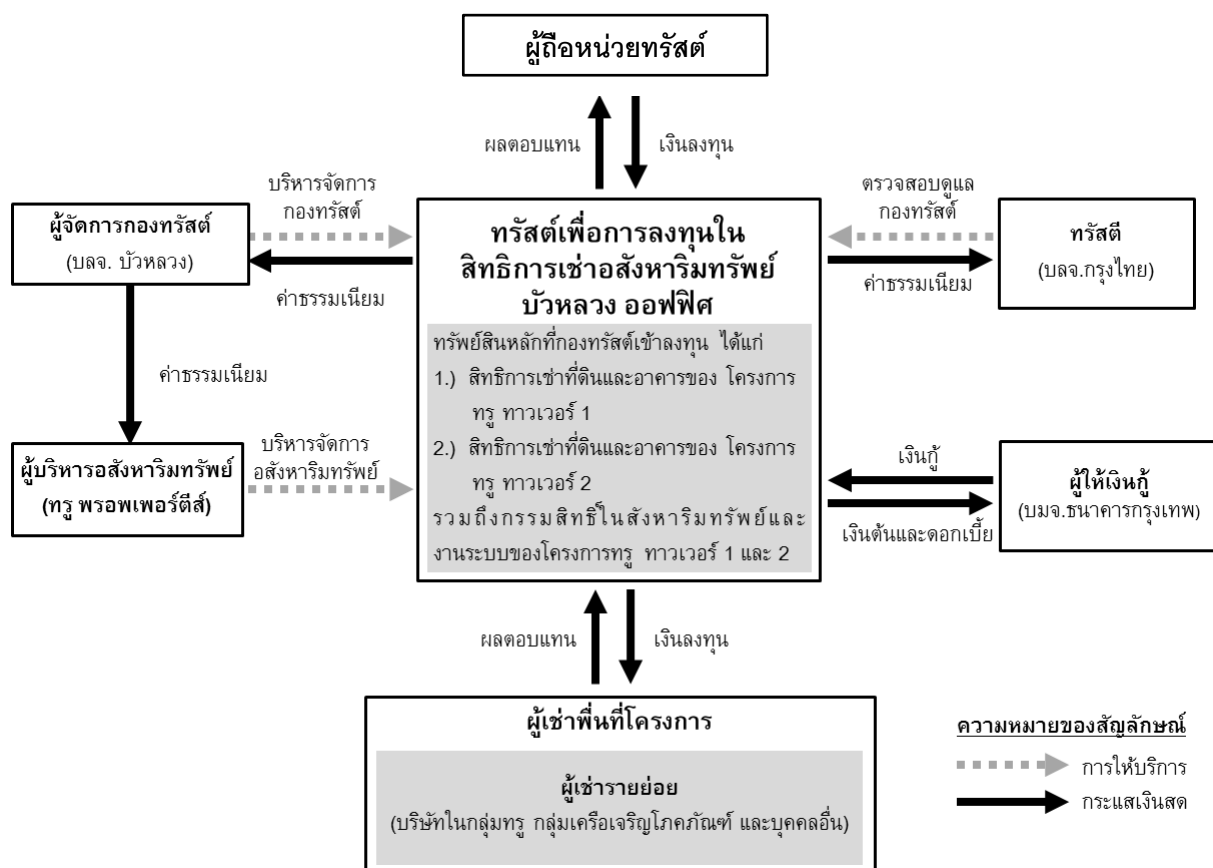 ผู้ถือหน่วยทรัสต์
ผลตอบแทน
เงินลงทุน
บริหารจัดการ
กองทรัสต์
ตรวจสอบดูแล
กองทรัสต์
ผู้จัดการกองทรัสต์
(บลจ. บัวหลวง)
ค่าธรรมเนียม
ทรัสต์เพื่อการลงทุนใน
สิทธิการเช่าอสังหาริมทรัพย์
บัวหลวง ออฟฟิศ
ทรัสตี
(บลจ.กรุงไทย)
ค่าธรรมเนียม
ทรัพย์สินหลักที่กองทรัสต์เข้าลงทุน ได้แก่
1.) สิทธิการเช่าที่ดินและอาคารของ โครงการ
ทรู ทาวเวอร์ 1
2.) สิทธิการเช่าที่ดินและอาคารของ โครงการ
ทรู ทาวเวอร์ 2
รวมถึงกรรมสิทธิ์ในสังหาริมทรัพย์และ
งานระบบของโครงการทรู ทาวเวอร์ 1 และ 2
ค่าธรรมเนียม
ผู้บริหารอสังหาริมทรัพย์
(ทรู พรอพเพอร์ตีส์)
บริหารจัดการ
อสังหาริมทรัพย์
เงินกู้
ผู้ให้เงินกู้
(บมจ.ธนาคารกรุงเทพ)
เงินต้นและดอกเบี้ย
ผลตอบแทน
เงินลงทุน
ผู้เช่าพื้นที่โครงการ
ผู้เช่ารายย่อย
(บริษัทในกลุ่มทรู กลุ่มเครือเจริญโภคภัณฑ์ และบุคคลอื่น)
ความหมายของสัญลักษณ์
การให้บริการ
กระแสเงินสด